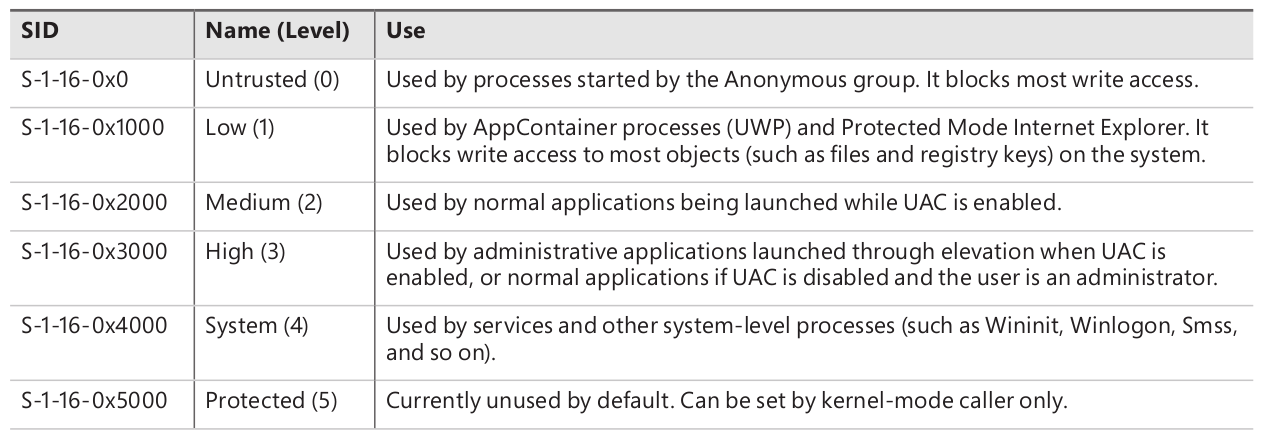 SID Name (Level) Use
S-1-16-0x0 Untrusted (0) Used by processes started by the Anonymous group. It blocks most write access.
S-1-16-0x1000 Low (1) Used by AppContainer processes (UWP) and Protected Mode Internet Explorer. It
blocks write access to most objects (such as files and registry keys) on the system.
S-1-16-0x2000 Medium (2) Used by normal applications being launched while UAC is enabled.
S-1-16-0x3000 High (3) Used by administrative applications launched through elevation when UAC is
enabled, or normal applications if UAC is disabled and the user is an administrator.
S-1-16-0x4000 System (4) Used by services and other system-level processes (such as Wininit, Winlogon, Smss,
and so on).
S-1-16-0x5000 Protected (5) Currently unused by default. Can be set by kernel-mode caller only.